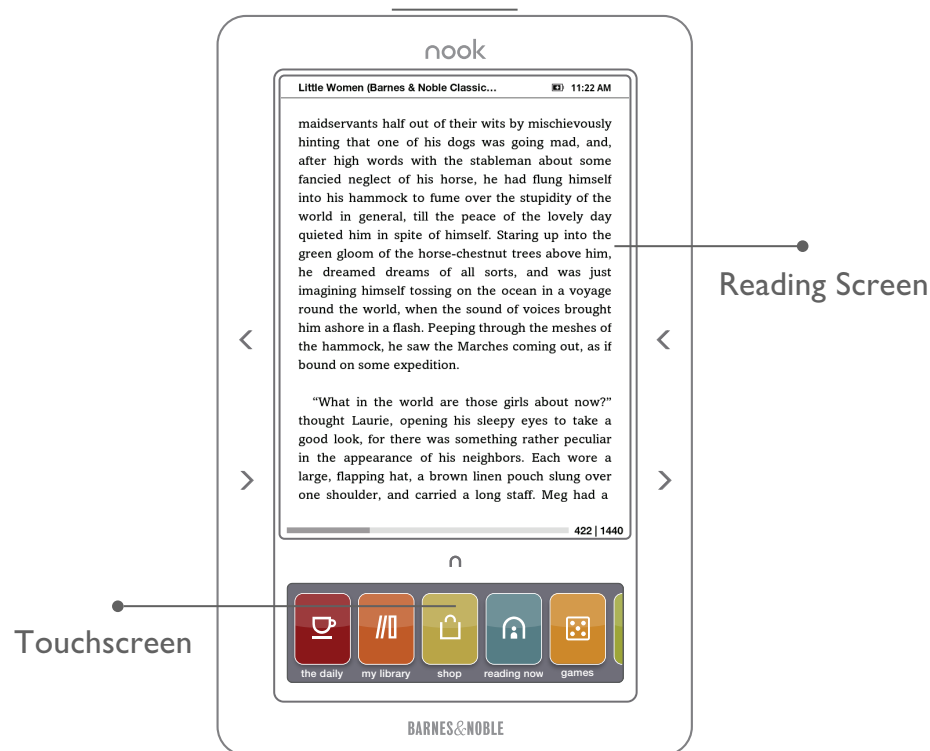 nook
Little Women (Barnes & Noble Classic... 11:22 AM
maidservants half out of their wits by mischievously
hinting that one of his dogs was going mad, and,
after high words with the stableman about some
fancied neglect of his horse, he had flung himself
into his hammock to fume over the stupidity of the
world in general, till the peace of the lovely day
quieted him in spite of himself. Staring up into the
green gloom of the horse-chestnut trees above him,
he dreamed dreams of all sorts, and was just
imagining himself tossing on the ocean in a voyage
round the world, when the sound of voices brought
him ashore in a flash. Peeping through the meshes of
the hammock, he saw the Marches coming out, as if
bound on some expedition.
“What in the world are those girls about now?”
thought Laurie, opening his sleepy eyes to take a
good look, for there was something rather peculiar
in the appearance of his neighbors. Each wore a
large, flapping hat, a brown linen pouch slung over
one shoulder, and carried a long staff. Meg had a
422 | 1440
Reading Screen
Touchscreen
the daily my library shop reading now games
BARNES&NOBLE